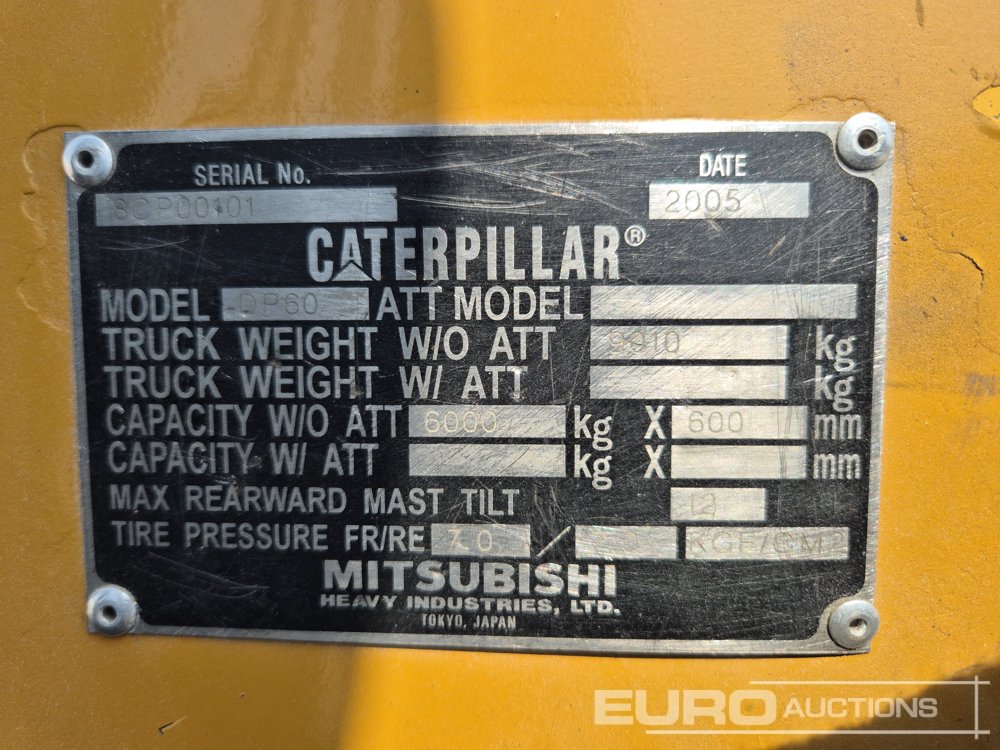 SERIAL No. DATE
3CP00101 2005
CATERPILLAR®
MODEL DP60 ATT MODEL
TRUCK WEIGHT W/O ATT 9010 kg
TRUCK WEIGHT W/ ATT kg
CAPACITY W/O ATT 6000 kg X 600 mm
CAPACITY W/ ATT kg X mm
MAX REARWARD MAST TILT 12
TIRE PRESSURE FR/RE 7.0 / KGF/CM2
MITSUBISHI
HEAVY INDUSTRIES, LTD.
TOKYO, JAPAN
EURO AUCTIONS